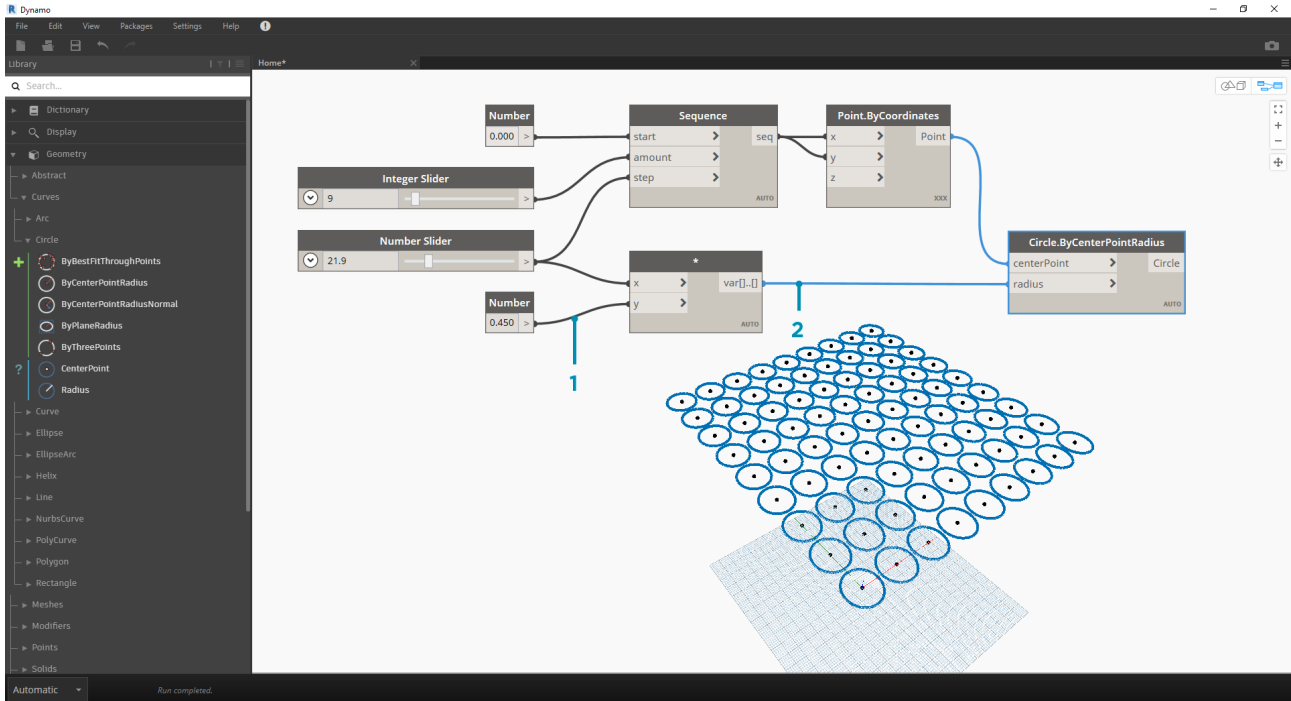 Dynamo
File Edit View Packages Settings Help
Library
Home*
Search...
Dictionary
Display
Geometry
Abstract
Curves
Arc
Circle
ByBestFitThroughPoints
ByCenterPointRadius
ByCenterPointRadiusNormal
ByPlaneRadius
ByThreePoints
? CenterPoint
Radius
Curve
Ellipse
EllipseArc
Helix
Line
NurbsCurve
PolyCurve
Polygon
Rectangle
Meshes
Modifiers
Points
Solids
Automatic
Run completed.
Number
0.000 >
Integer Slider
9 >
Number Slider
21.9 >
Number
0.450 >
Sequence
start > seq
amount >
step >
AUTO
*
x > var[]..[]
y >
AUTO
Point.ByCoordinates
x > Point
y >
z >
XXX
Circle.ByCenterPointRadius
centerPoint > Circle
radius >
AUTO
1
2